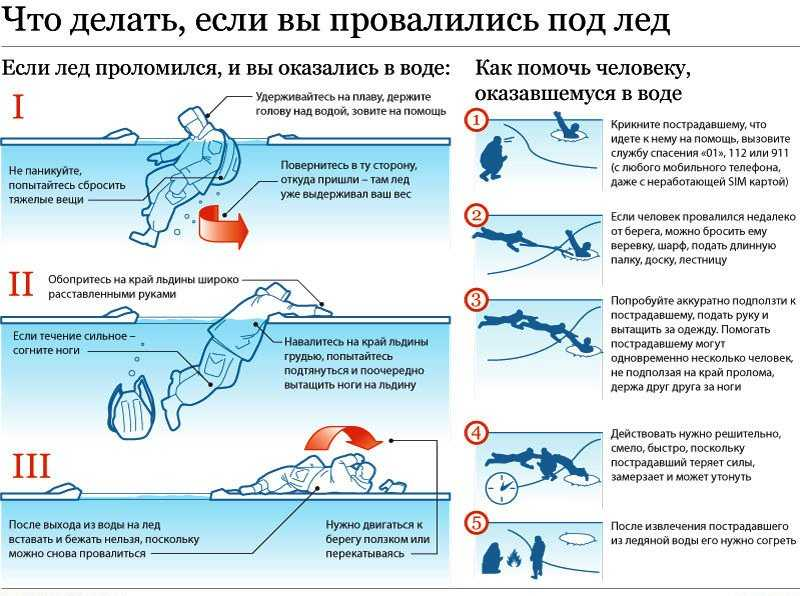 Что делать, если вы провалились под лед
Если лед проломился, и вы оказались в воде:
I
Удерживайтесь на плаву, держите
голову над водой, зовите на помощь
Не паникуйте,
попытайтесь сбросить
тяжелые вещи
Повернитесь в ту сторону,
откуда пришли – там лед
уже выдерживал ваш вес
II
Обопритесь на край льдины широко
расставленными руками
Если течение сильное –
согните ноги
Навалитесь на край льдины
грудью, попытайтесь
подтянуться и поочередно
вытащить ноги на льдину
III
После выхода из воды на лед
вставать и бежать нельзя, поскольку
можно снова провалиться
Нужно двигаться к
берегу ползком или
перекатываясь
Как помочь человеку,
оказавшемуся в воде
1
Крикните пострадавшему, что
идете к нему на помощь, вызовите
службу спасения «01», 112 или 911
(с любого мобильного телефона,
даже с неработающей SIM картой)
2
Если человек провалился недалеко
от берега, можно бросить ему
веревку, шарф, подать длинную
палку, доску, лестницу
3
Попробуйте аккуратно подползти к
пострадавшему, подать руку и
вытащить за одежду. Помогать
пострадавшему могут
одновременно несколько человек,
не подползая на край пролома,
держа друг друга за ноги
4
Действовать нужно решительно,
смело, быстро, поскольку
пострадавший теряет силы,
замерзает и может утонуть
5
После извлечения пострадавшего
из ледяной воды его нужно согреть